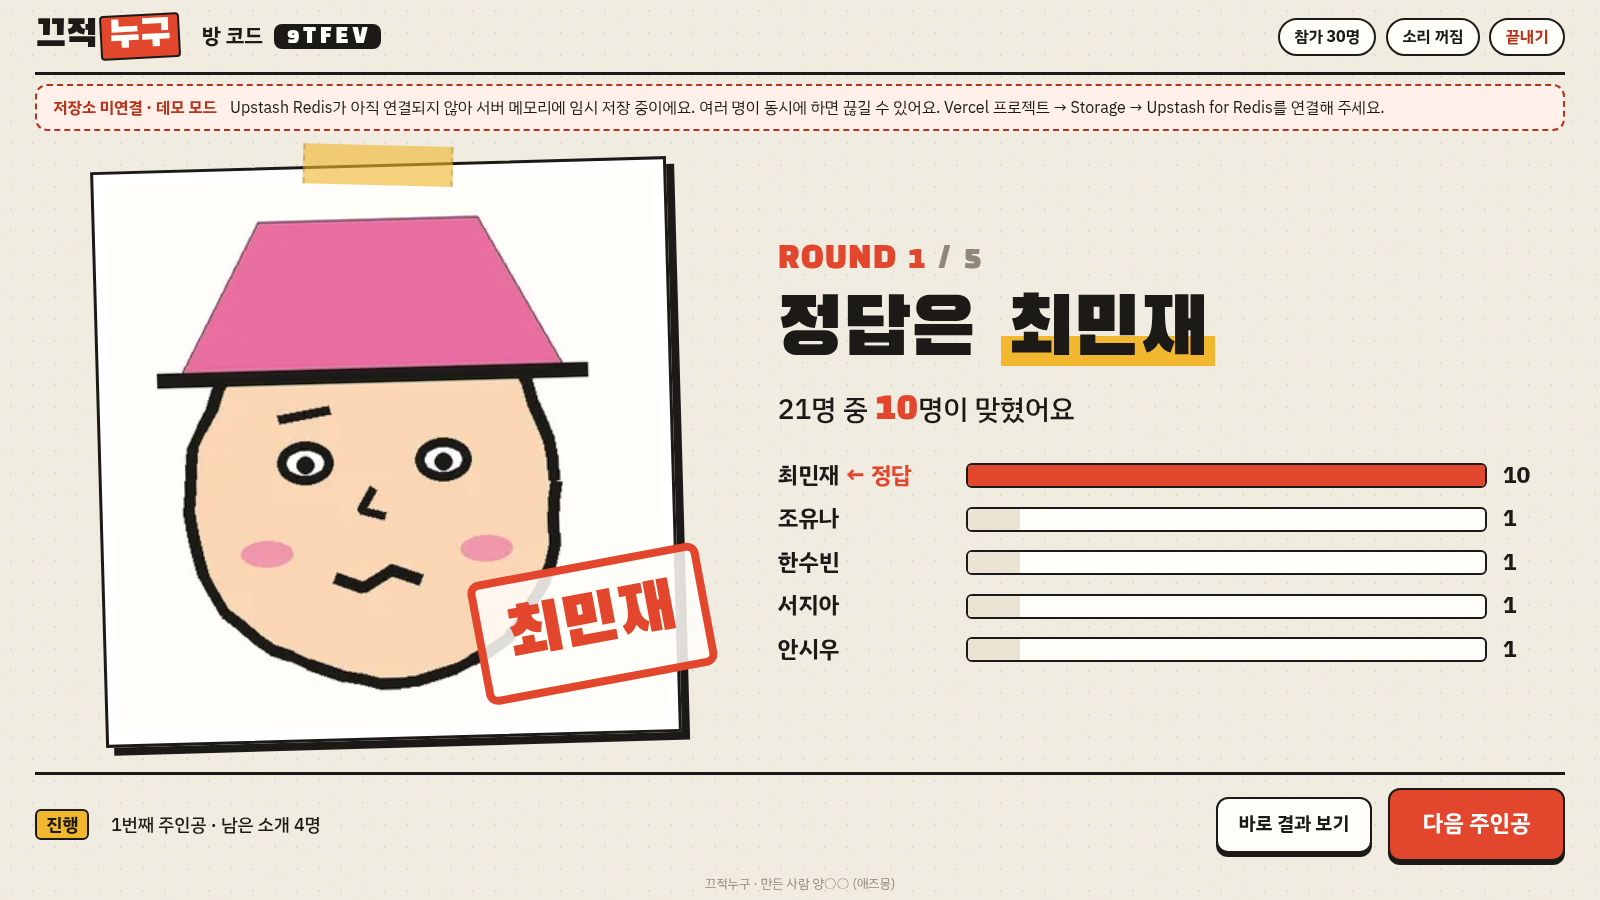 끄적누구
방 코드 9TFEV
참가 30명
소리 꺼짐
끝내기
저장소 미연결 · 데모 모드 Upstash Redis가 아직 연결되지 않아 서버 메모리에 임시 저장 중이에요. 여러 명이 동시에 하면 끊길 수 있어요. Vercel 프로젝트 → Storage → Upstash for Redis를 연결해 주세요.
최민재
ROUND 1 / 5
정답은 최민재
21명 중 10명이 맞혔어요
최민재 ← 정답 10
조유나 1
한수빈 1
서지아 1
안시우 1
진행 1번째 주인공 · 남은 소개 4명
바로 결과 보기
다음 주인공
끄적누구 · 만든 사람 양○○ (애즈몽)